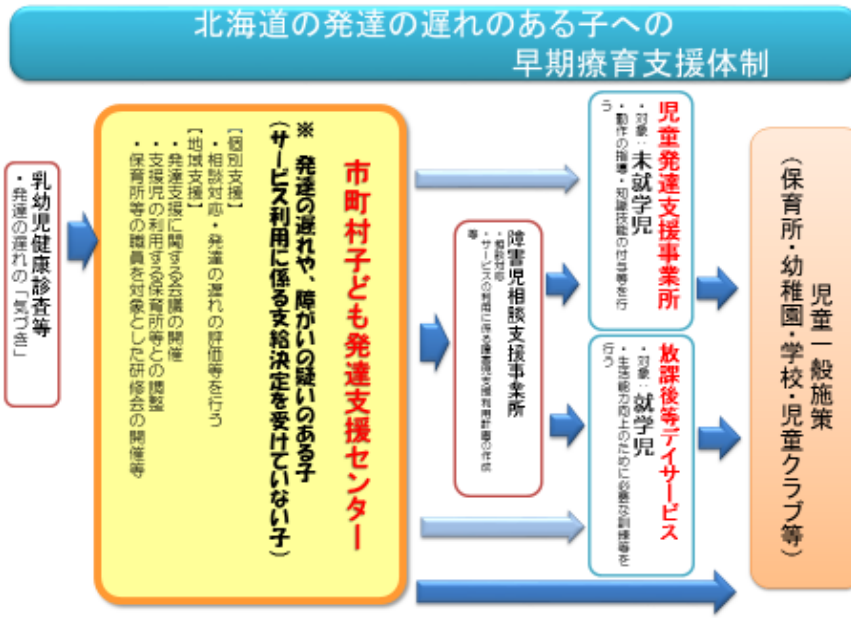 北海道の発達の遅れのある子への
早期療育支援体制
乳幼児健康診査等
・発達の遅れの「気づき」
市町村子ども発達支援センター
※ 発達の遅れや、障がいの疑いのある子
(サービス利用に係る支給決定を受けていない子)
【個別支援】
・相談対応・発達の遅れの評価等を行う
【地域支援】
・発達支援に関する会議の開催
・支援児の利用する保育所等との調整
・保育所等の職員を対象とした研修会の開催等
障害児相談支援事業所
・相談対応
・サービスの利用に係る障害児支援利用計画の作成
等
児童発達支援事業所
・対象：未就学児
・動作の指導・知識技能の付与等を行
う
放課後等デイサービス
・対象：就学児
・生活能力向上のために必要な訓練等を
行う
児童一般施策
(保育所・幼稚園・学校・児童クラブ等)